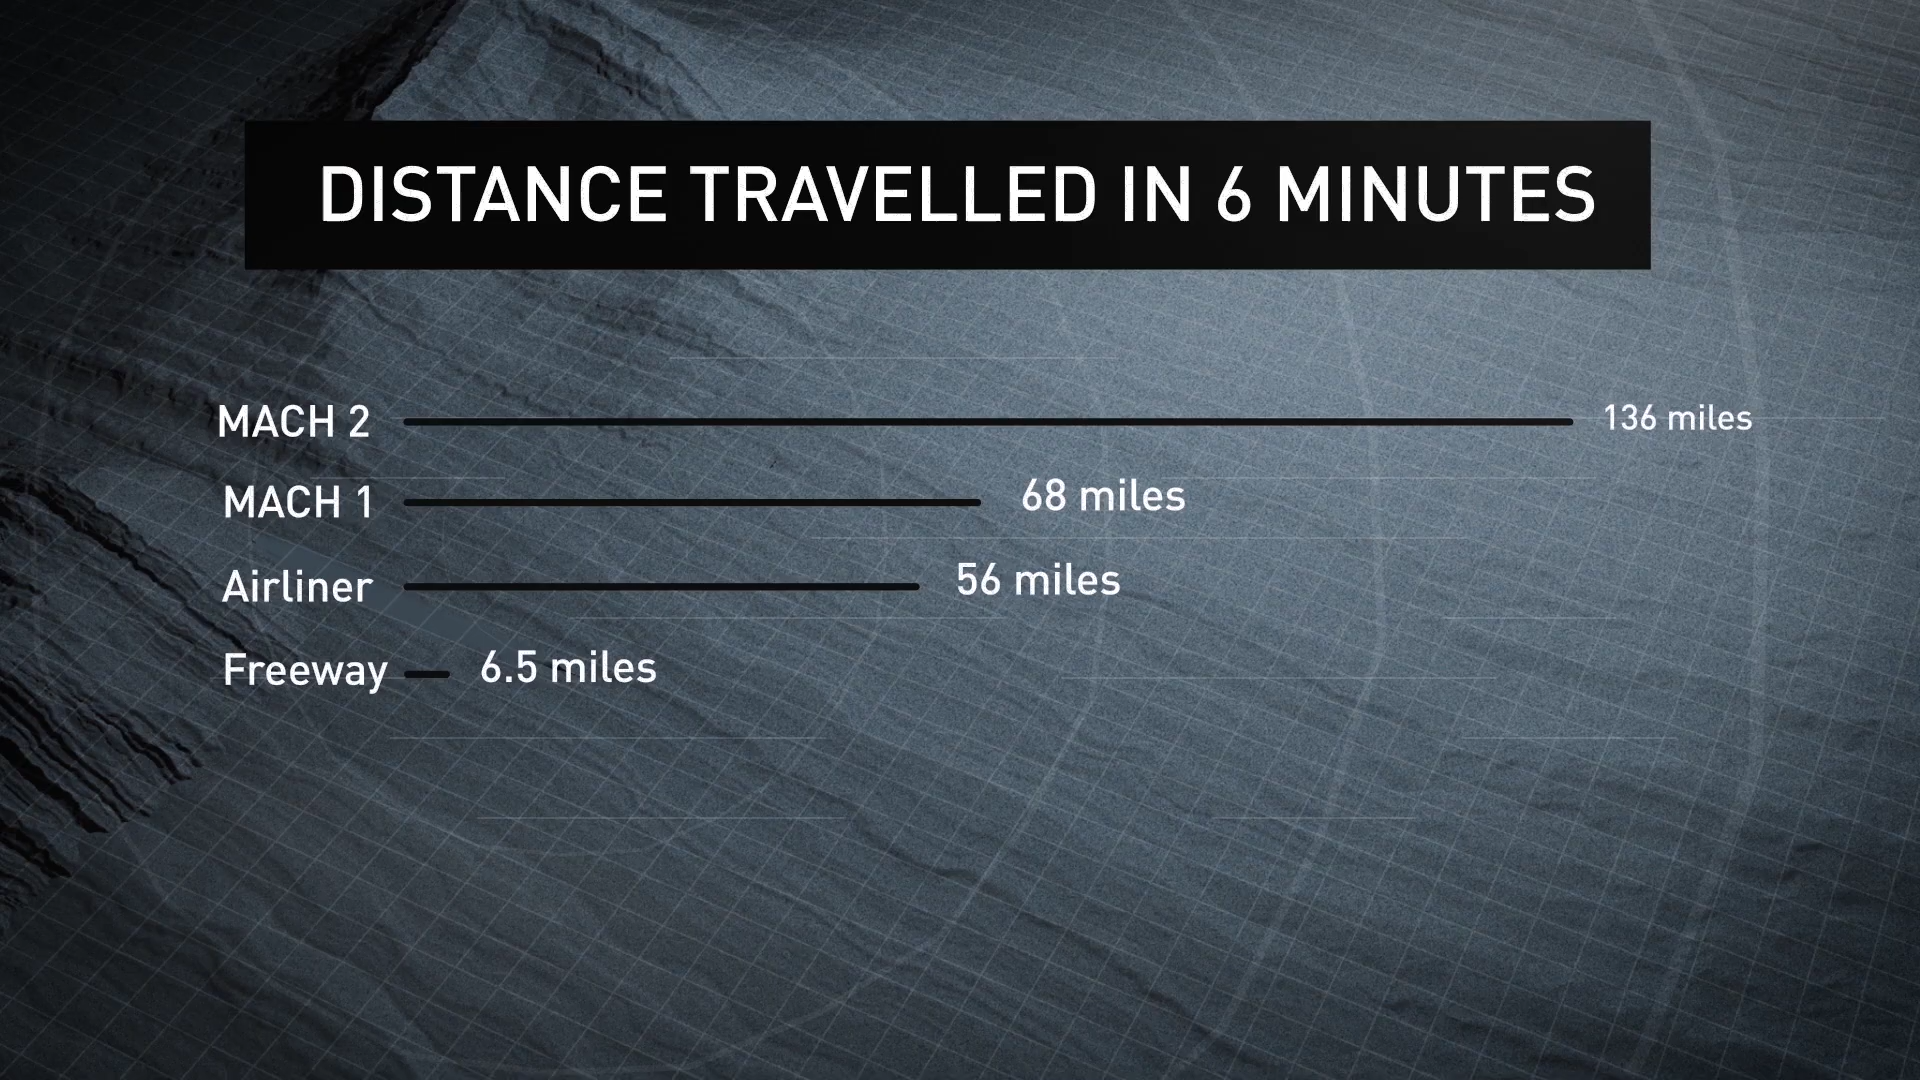 DISTANCE TRAVELLED IN 6 MINUTES
MACH 2 136 miles
MACH 1 68 miles
Airliner 56 miles
Freeway 6.5 miles